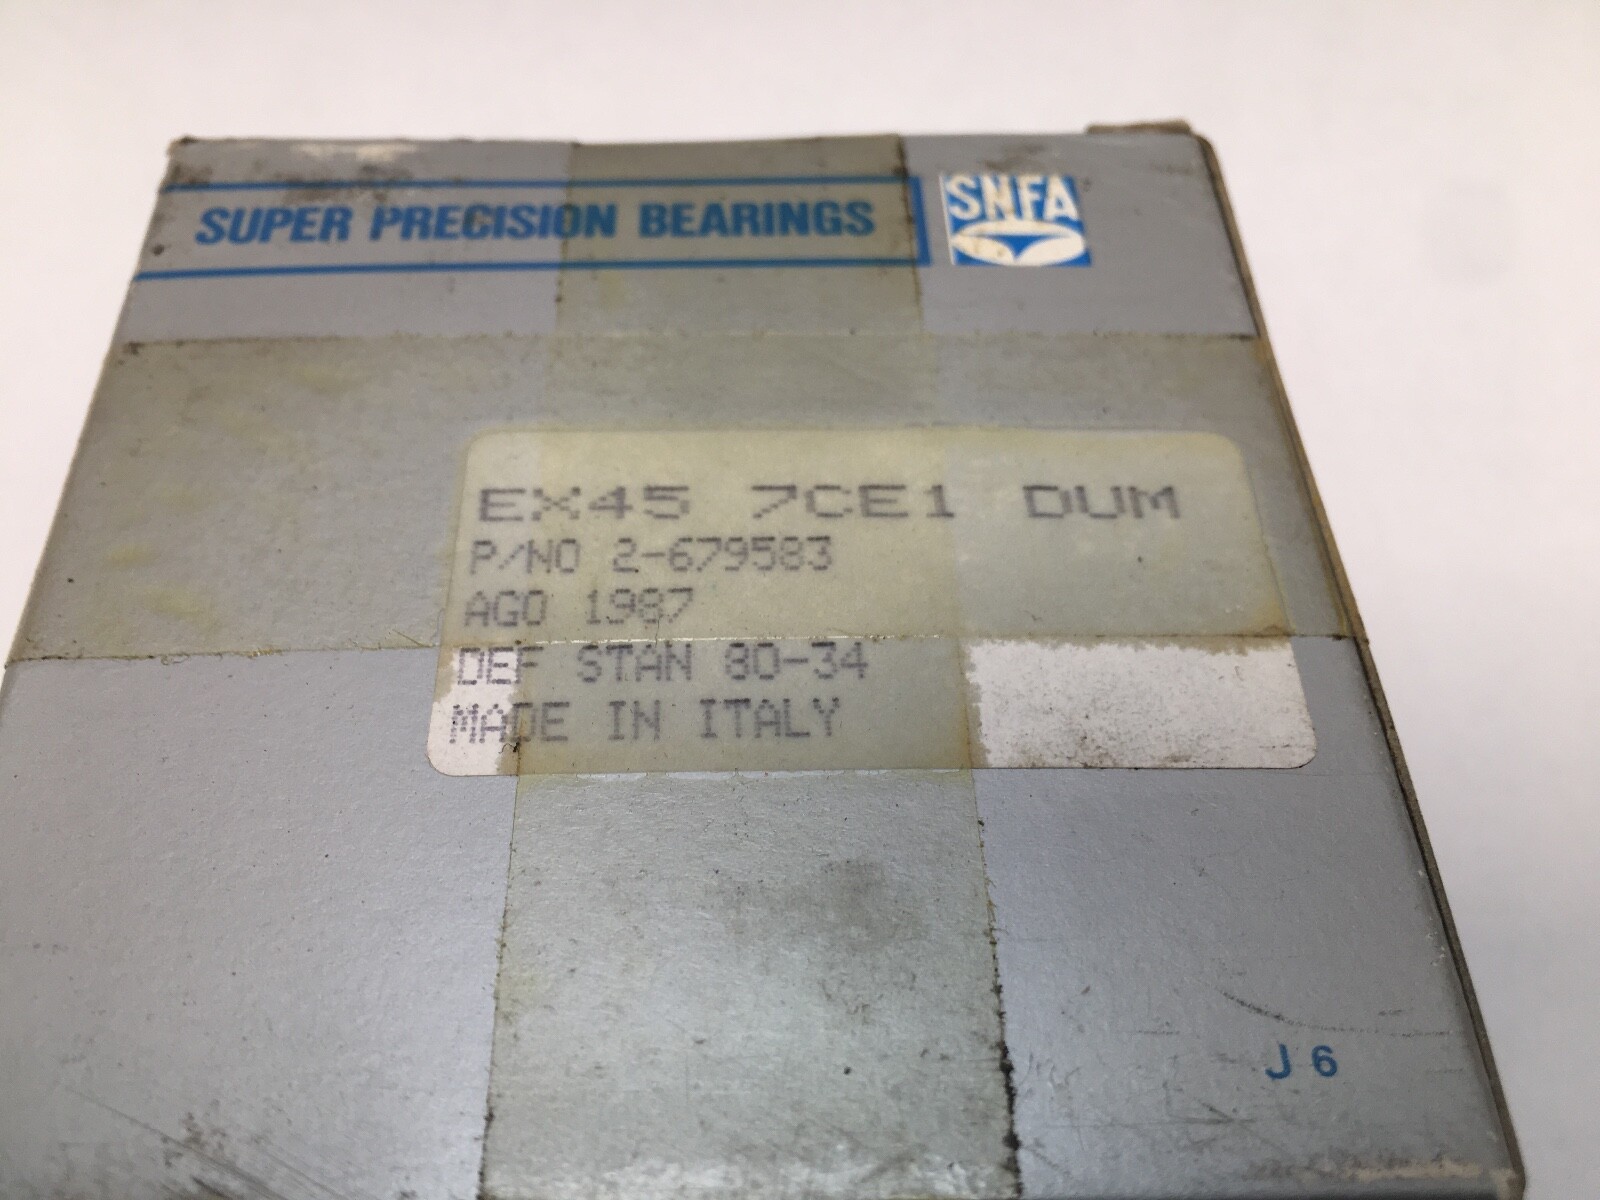 SUPER PRECISION BEARINGS
SNFA
EX45 7CE1 DUM
P/NO 2-679583
AGO 1987
DEF STAN 80-34
MADE IN ITALY
J 6